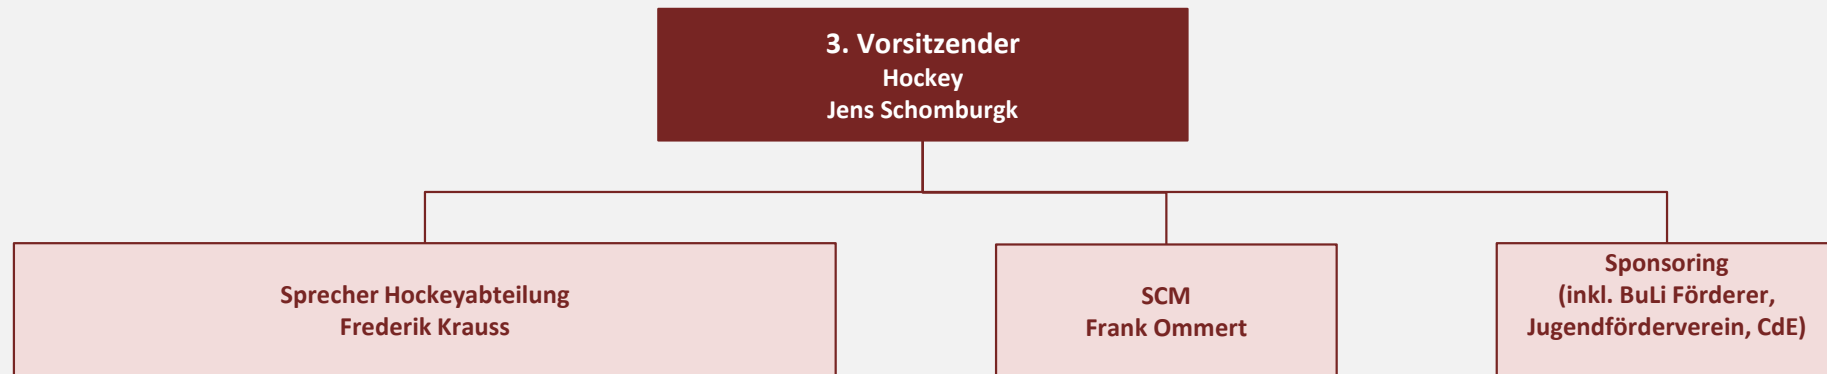 3. Vorsitzender
Hockey
Jens Schomburgk
Sprecher Hockeyabteilung
Frederik Krauss
SCM
Frank Ommert
Sponsoring
(inkl. BuLi Förderer,
Jugendförderverein, CdE)